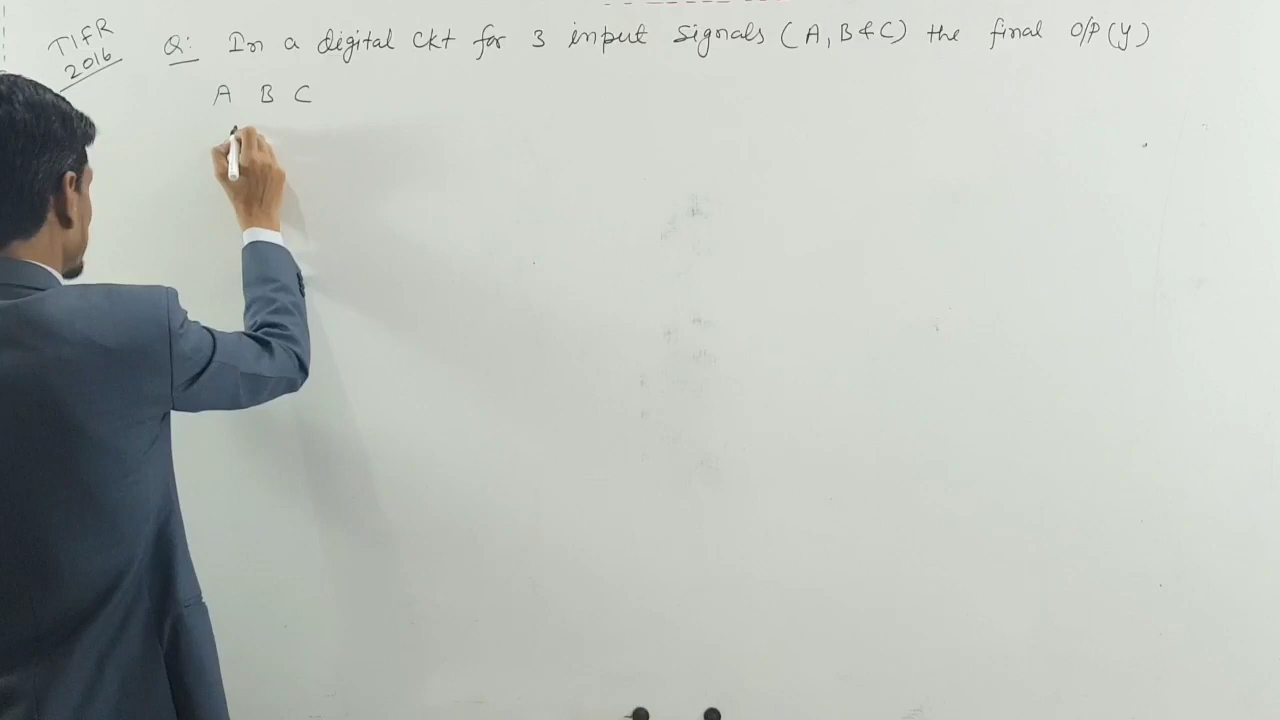 TIFR
2016
Q: In a digital Ckt for 3 input Signals (A, B & C) the final O/P (Y)
A B C